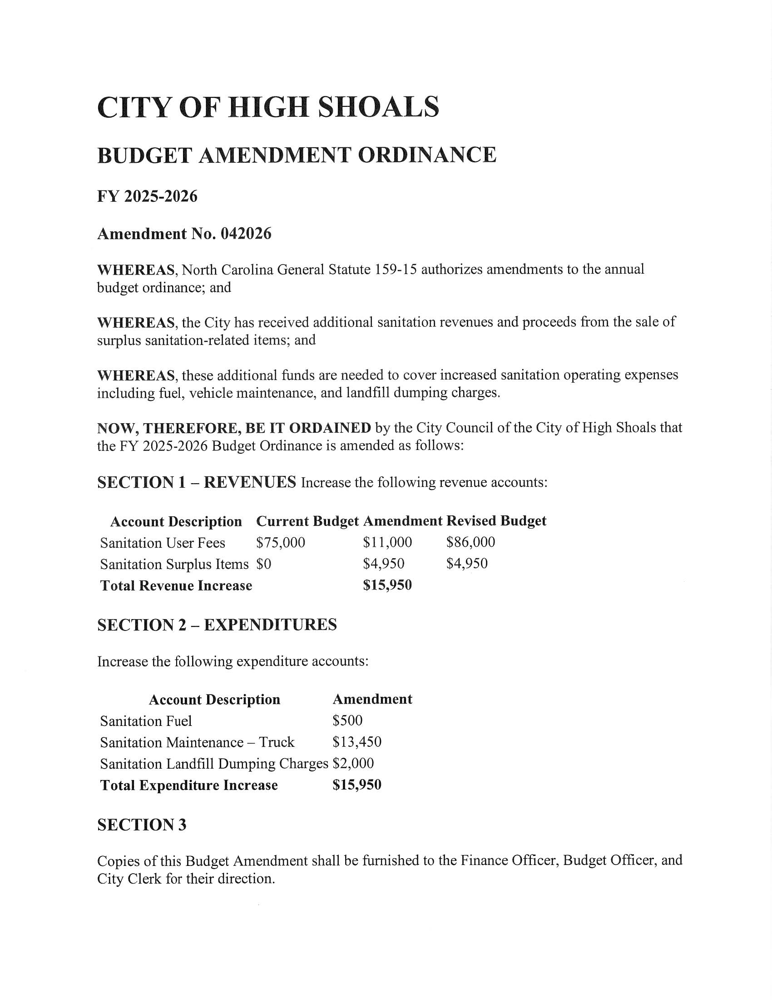 CITY OF HIGH SHOALS
BUDGET AMENDMENT ORDINANCE
FY 2025-2026
Amendment No. 042026
WHEREAS, North Carolina General Statute 159-15 authorizes amendments to the annual
budget ordinance; and
WHEREAS, the City has received additional sanitation revenues and proceeds from the sale of
surplus sanitation-related items; and
WHEREAS, these additional funds are needed to cover increased sanitation operating expenses
including fuel, vehicle maintenance, and landfill dumping charges.
NOW, THEREFORE, BE IT ORDAINED by the City Council of the City of High Shoals that
the FY 2025-2026 Budget Ordinance is amended as follows:
SECTION 1 – REVENUES Increase the following revenue accounts:
Account Description Current Budget Amendment Revised Budget
Sanitation User Fees $75,000 $11,000 $86,000
Sanitation Surplus Items $0 $4,950 $4,950
Total Revenue Increase $15,950
SECTION 2 – EXPENDITURES
Increase the following expenditure accounts:
Account Description Amendment
Sanitation Fuel $500
Sanitation Maintenance – Truck $13,450
Sanitation Landfill Dumping Charges $2,000
Total Expenditure Increase $15,950
SECTION 3
Copies of this Budget Amendment shall be furnished to the Finance Officer, Budget Officer, and
City Clerk for their direction.